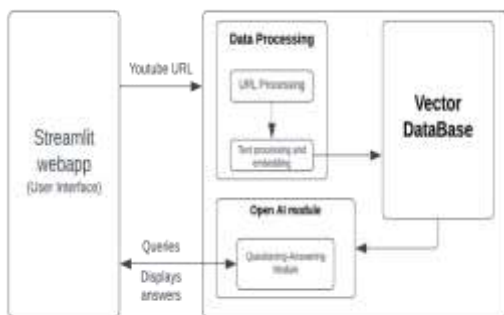 Streamlit
webapp
(User Interface)
Youtube URL
Data Processing
URL Processing
Text processing and
embedding
Vector
DataBase
Open AI module
Questioning-Answering
Module
Queries
Displays
answers